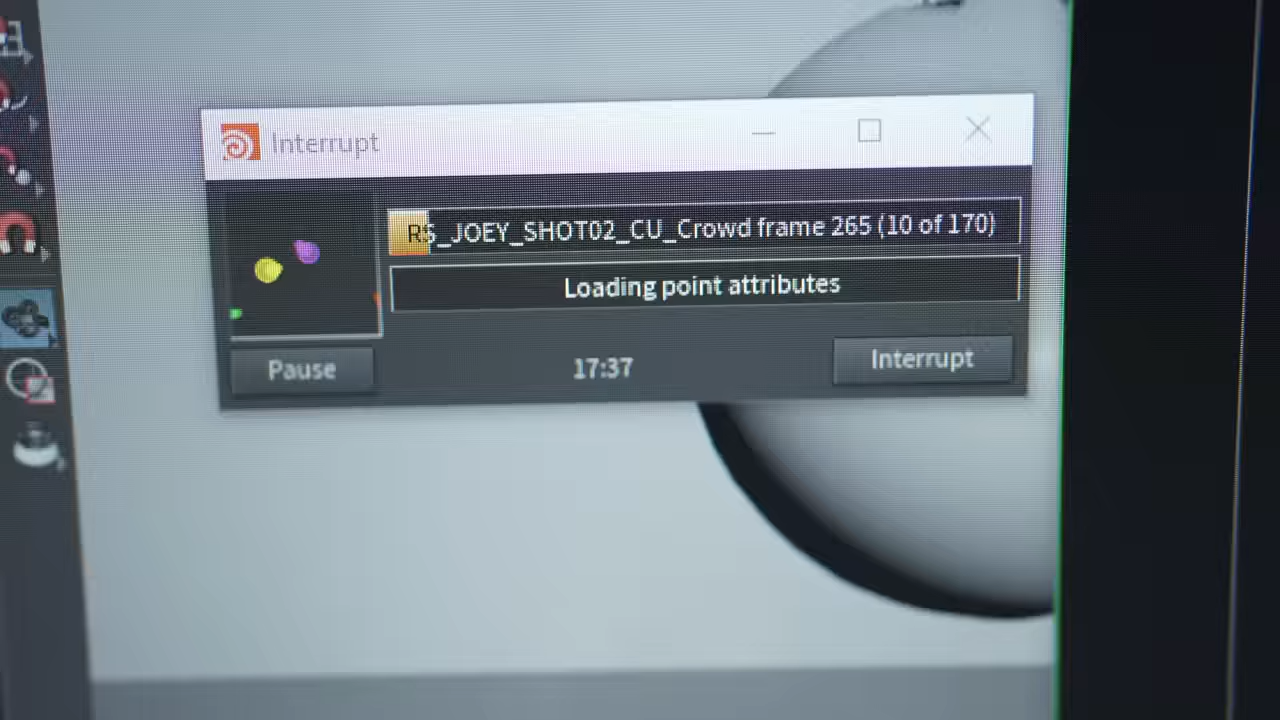 Interrupt
RS_JOEY_SHOT02_CU_Crowd frame 265 (10 of 170)
Loading point attributes
Pause
17:37
Interrupt